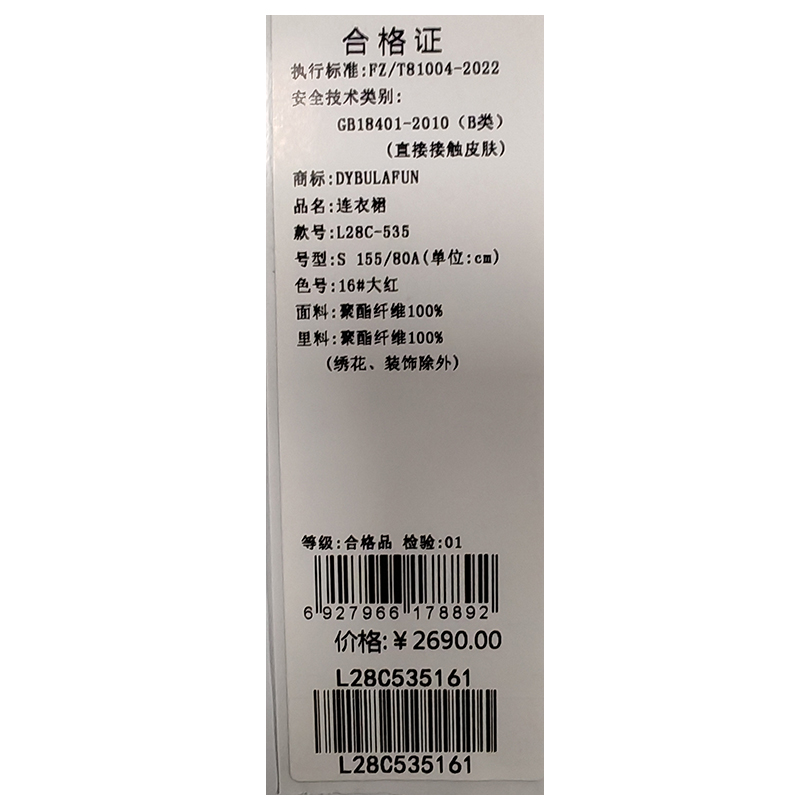 合格证
执行标准:FZ/T81004-2022
安全技术类别:
GB18401-2010（B类）
(直接接触皮肤)
商标:DYBULAFUN
品名:连衣裙
款号:L28C-535
号型:S 155/80A(单位:cm)
色号:16#大红
面料:聚酯纤维100%
里料:聚酯纤维100%
(绣花、装饰除外)
等级:合格品 检验:01
6 927966 178892
价格:¥2690.00
L28C535161
L28C535161